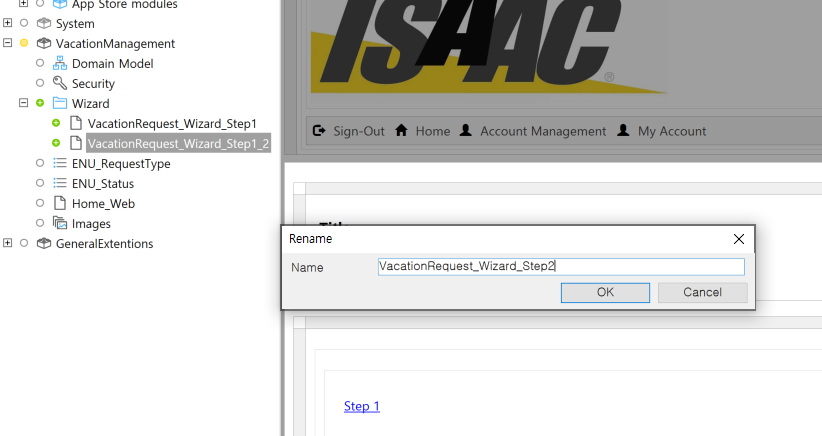 App Store modules
System
VacationManagement
Domain Model
Security
Wizard
VacationRequest_Wizard_Step1
VacationRequest_Wizard_Step1_2
ENU_RequestType
ENU_Status
Home_Web
Images
GeneralExtentions
ISAAC®
Sign-Out Home Account Management My Account
Rename
Name VacationRequest_Wizard_Step2
OK Cancel
Step 1